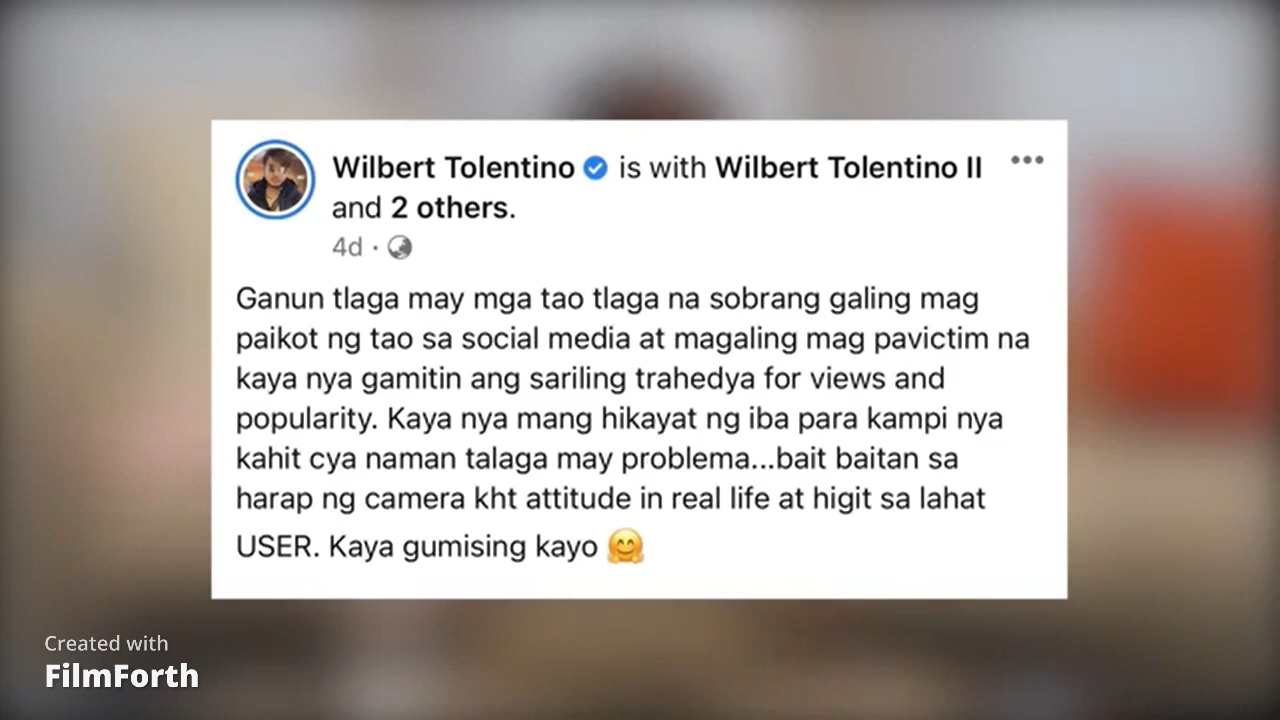 Wilbert Tolentino is with Wilbert Tolentino II
and 2 others.
4d ·
Ganun tlaga may mga tao tlaga na sobrang galing mag
paikot ng tao sa social media at magaling mag pavictim na
kaya nya gamitin ang sariling trahedya for views and
popularity. Kaya nya mang hikayat ng iba para kampi nya
kahit cya naman talaga may problema...bait baitan sa
harap ng camera kht attitude in real life at higit sa lahat
USER. Kaya gumising kayo 🤗
Created with
FilmForth